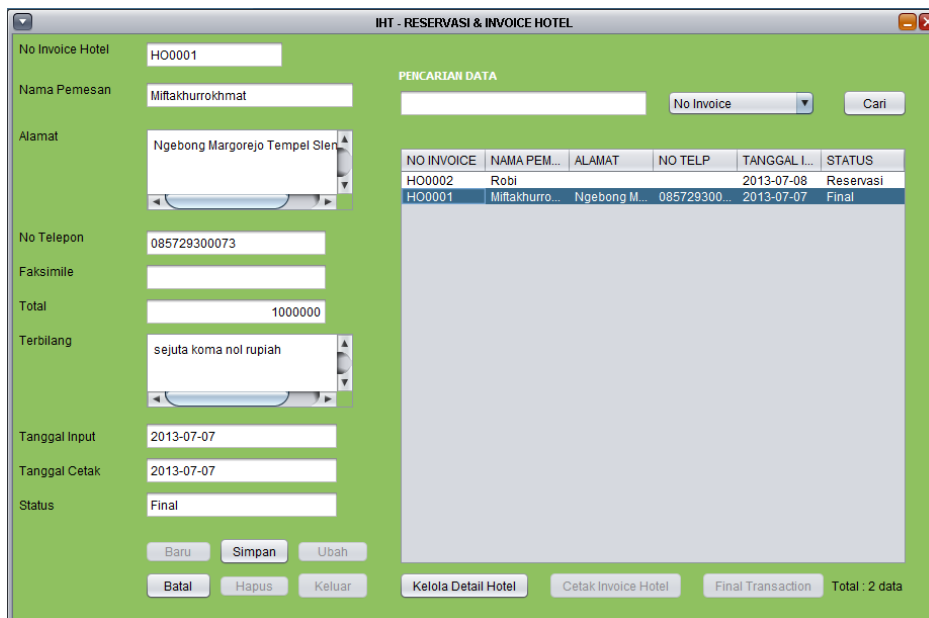 IHT - RESERVASI & INVOICE HOTEL
No Invoice Hotel HO0001
Nama Pemesan Miftakhurrokhmat
Alamat Ngebong Margorejo Tempel Slen
No Telepon 085729300073
Faksimile
Total 1000000
Terbilang sejuta koma nol rupiah
Tanggal Input 2013-07-07
Tanggal Cetak 2013-07-07
Status Final
Baru Simpan Ubah
Batal Hapus Keluar
PENCARIAN DATA
No Invoice Cari
NO INVOICE NAMA PEM... ALAMAT NO TELP TANGGAL I... STATUS
HO0002 Robi 2013-07-08 Reservasi
HO0001 Miftakhurro... Ngebong M... 085729300... 2013-07-07 Final
Kelola Detail Hotel Cetak Invoice Hotel Final Transaction Total : 2 data